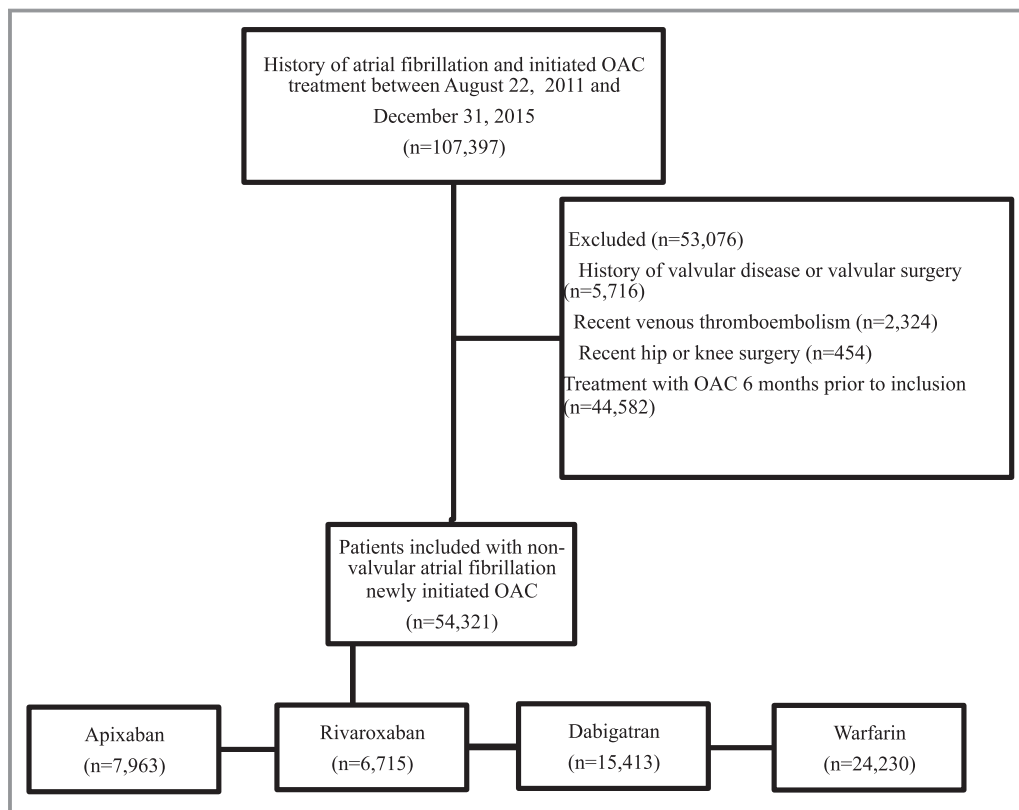 History of atrial fibrillation and initiated OAC
treatment between August 22, 2011 and
December 31, 2015
(n=107,397)
Excluded (n=53,076)
History of valvular disease or valvular surgery
(n=5,716)
Recent venous thromboembolism (n=2,324)
Recent hip or knee surgery (n=454)
Treatment with OAC 6 months prior to inclusion
(n=44,582)
Patients included with non-
valvular atrial fibrillation
newly initiated OAC
(n=54,321)
Apixaban
(n=7,963)
Rivaroxaban
(n=6,715)
Dabigatran
(n=15,413)
Warfarin
(n=24,230)